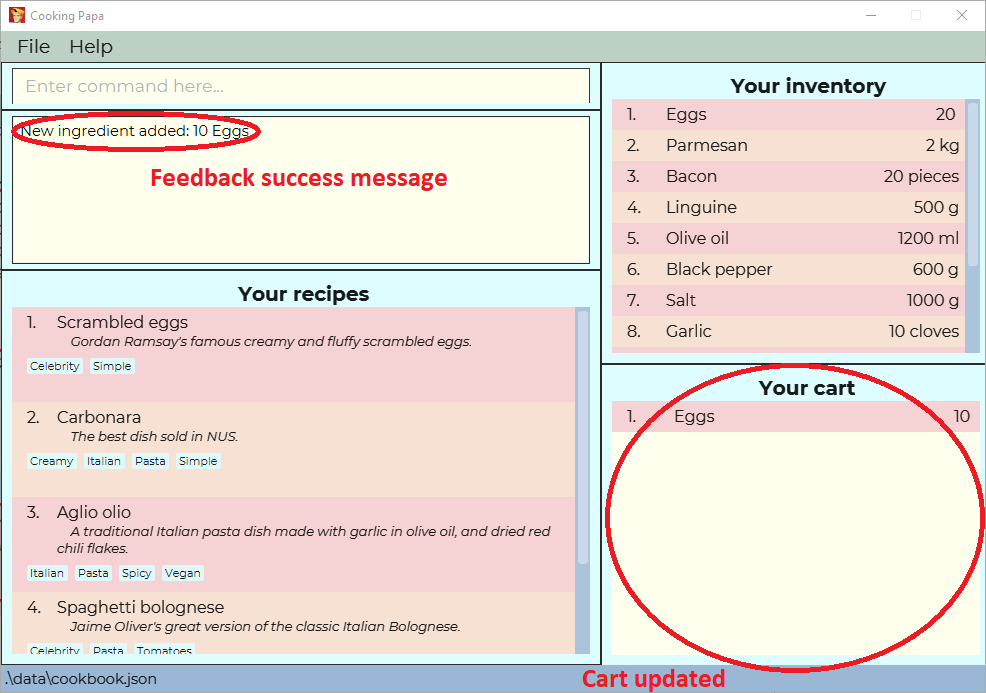 Cooking Papa
File Help
Enter command here...
New ingredient added: 10 Eggs
Feedback success message
Your recipes
1. Scrambled eggs
Gordan Ramsay's famous creamy and fluffy scrambled eggs.
Celebrity Simple
2. Carbonara
The best dish sold in NUS.
Creamy Italian Pasta Simple
3. Aglio olio
A traditional Italian pasta dish made with garlic in olive oil, and dried red
chili flakes.
Italian Pasta Spicy Vegan
4. Spaghetti bolognese
Jaime Oliver's great version of the classic Italian Bolognese.
Celebrity Pasta Tomatoes
Your inventory
1. Eggs 20
2. Parmesan 2 kg
3. Bacon 20 pieces
4. Linguine 500 g
5. Olive oil 1200 ml
6. Black pepper 600 g
7. Salt 1000 g
8. Garlic 10 cloves
Your cart
1. Eggs 10
Cart updated
.\data\cookbook.json